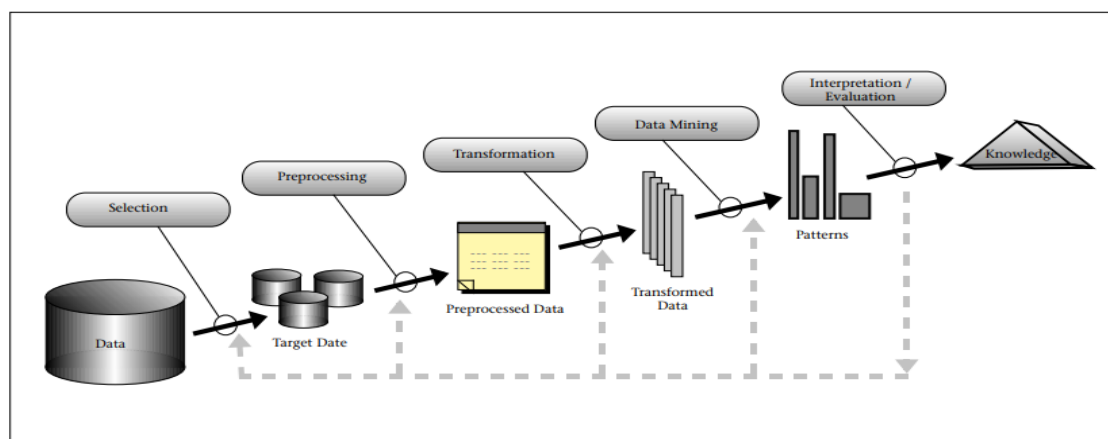 Interpretation /
Evaluation
Data Mining
Transformation
Preprocessing
Selection
Knowledge
Patterns
Transformed
Data
Preprocessed Data
Target Date
Data